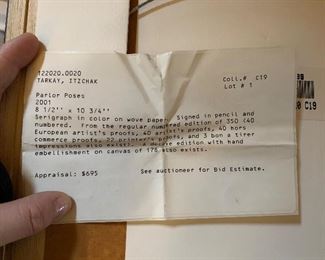 122020.0020 Coll.# C19
TARKAY, ITZCHAK Lot # 1
Parlor Poses
2001
8 1/2'' x 10 3/4''
Serigraph in color on wove paper. Signed in pencil and
numbered. From the regular numbered edition of 350 (40
European artist's proofs, 40 artist's proofs, 40 hors
commerce proofs, 22 printer's proofs, and 3 bon a tirer
impressions also exist. A deluxe edition with hand
embellishment on canvas of 175 also exists.
Appraisal: $695 See auctioneer for Bid Estimate.
C19